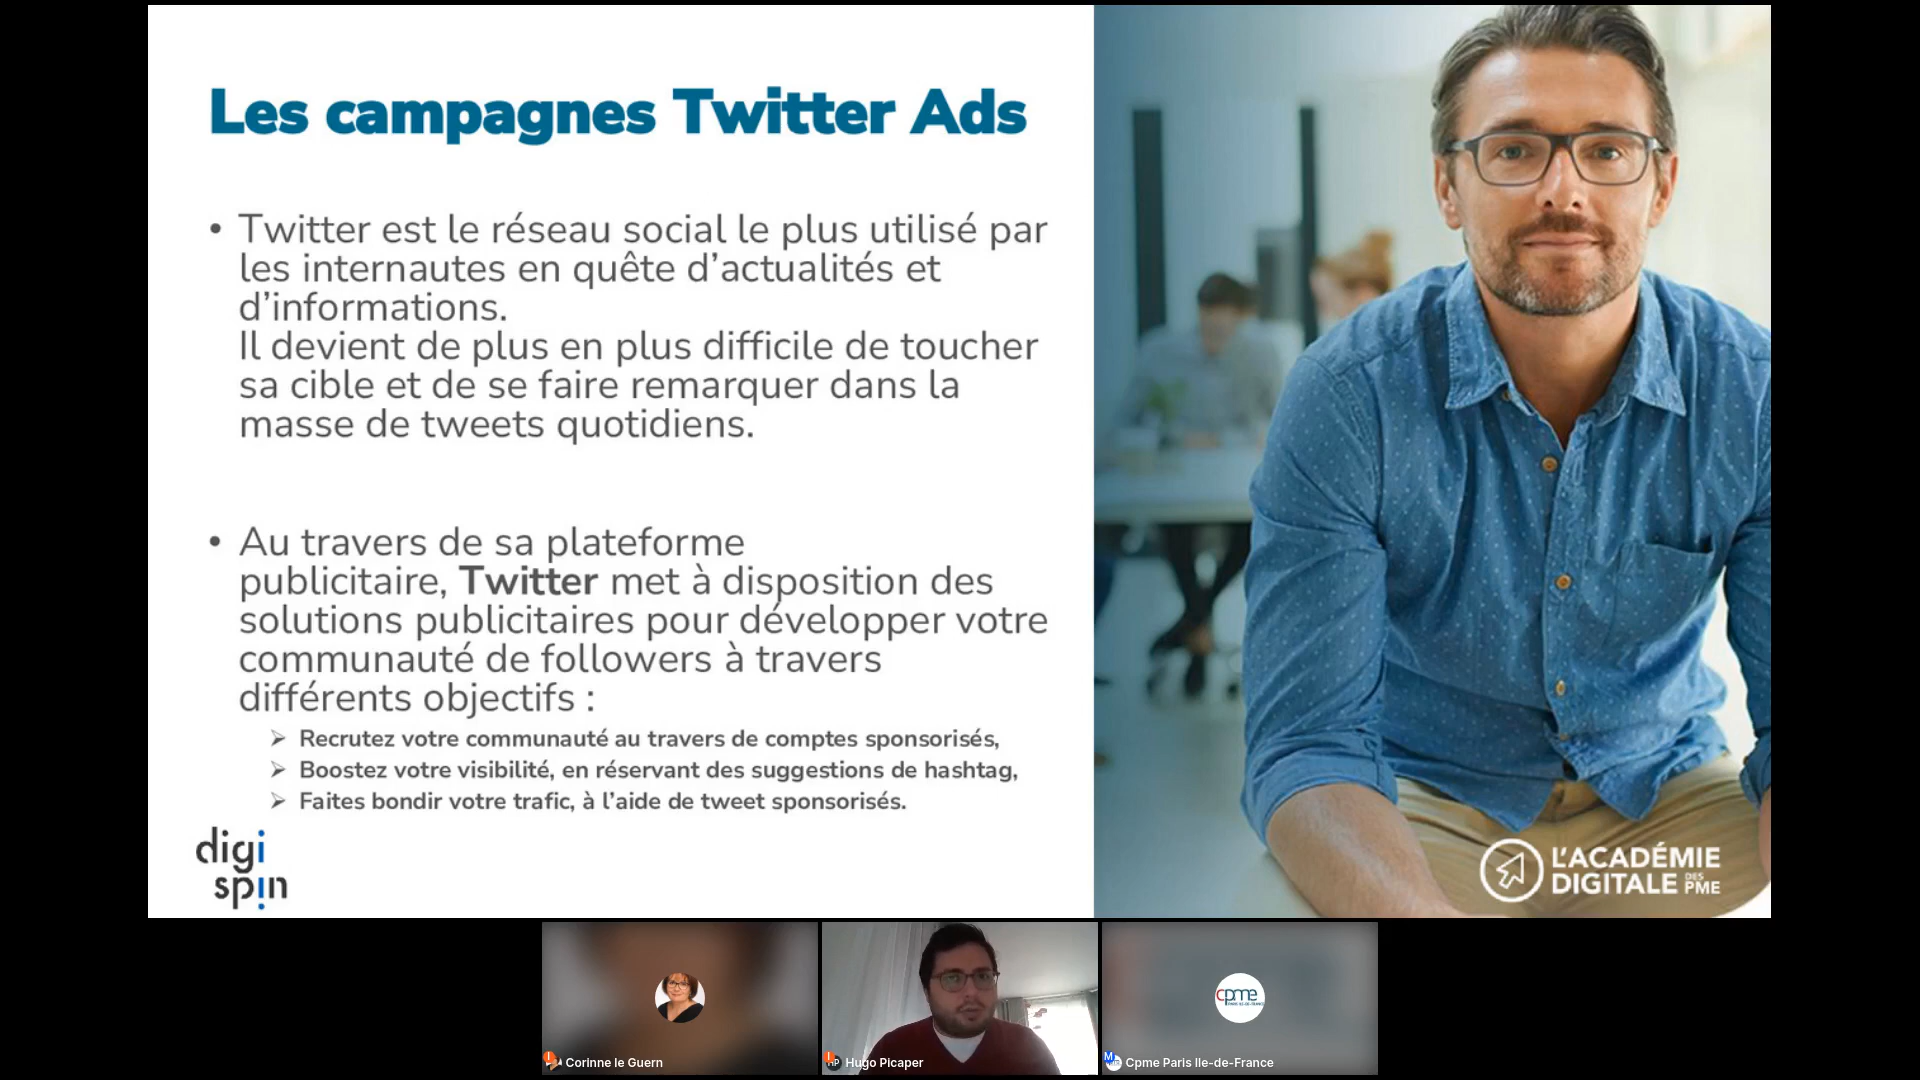 Les campagnes Twitter Ads
• Twitter est le réseau social le plus utilisé par
les internautes en quête d’actualités et
d’informations.
Il devient de plus en plus difficile de toucher
sa cible et de se faire remarquer dans la
masse de tweets quotidiens.
• Au travers de sa plateforme
publicitaire, Twitter met à disposition des
solutions publicitaires pour développer votre
communauté de followers à travers
différents objectifs :
➢ Recrutez votre communauté au travers de comptes sponsorisés,
➢ Boostez votre visibilité, en réservant des suggestions de hashtag,
➢ Faites bondir votre trafic, à l’aide de tweet sponsorisés.
digi
spin
L’ACADÉMIE
DIGITALE DES PME
cpme
Corinne le Guern
Hugo Picaper
M
Cpme Paris Ile-de-France